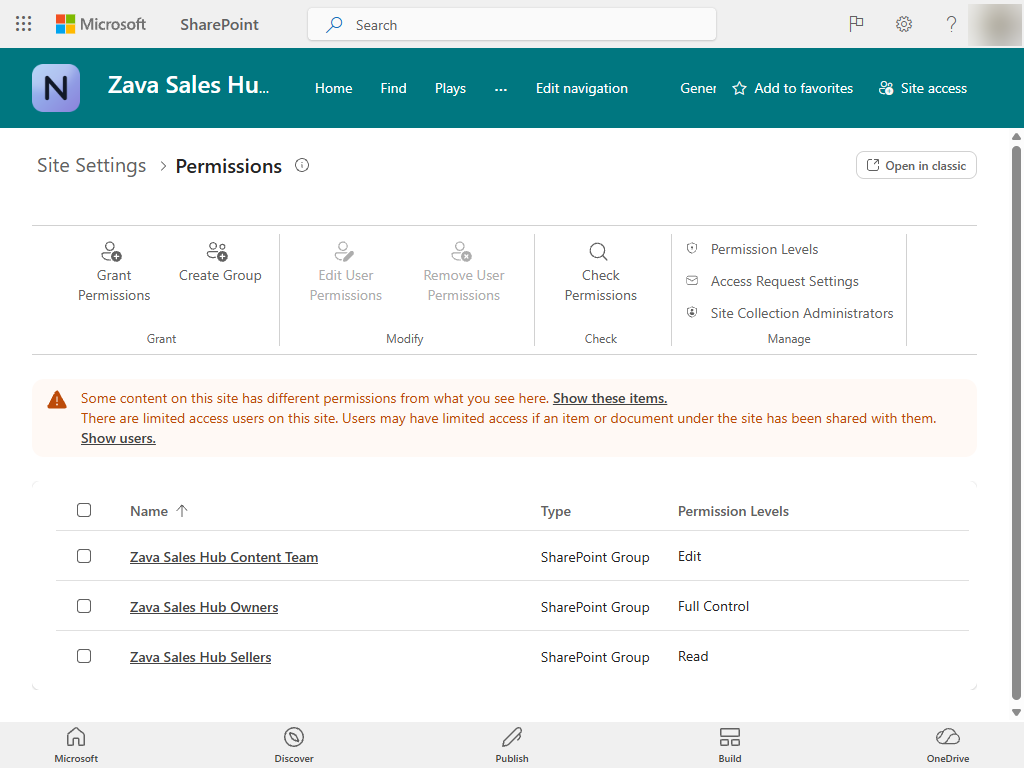 Microsoft
SharePoint
Search
N
Zava Sales Hu...
Home
Find
Plays
...
Edit navigation
Gener
Add to favorites
Site access
Site Settings > Permissions
Open in classic
Grant
Permissions
Create Group
Grant
Edit User
Permissions
Remove User
Permissions
Modify
Check
Permissions
Check
Permission Levels
Access Request Settings
Site Collection Administrators
Manage
Some content on this site has different permissions from what you see here. Show these items.
There are limited access users on this site. Users may have limited access if an item or document under the site has been shared with them.
Show users.
Name ↑ Type Permission Levels
Zava Sales Hub Content Team SharePoint Group Edit
Zava Sales Hub Owners SharePoint Group Full Control
Zava Sales Hub Sellers SharePoint Group Read
Microsoft
Discover
Publish
Build
OneDrive